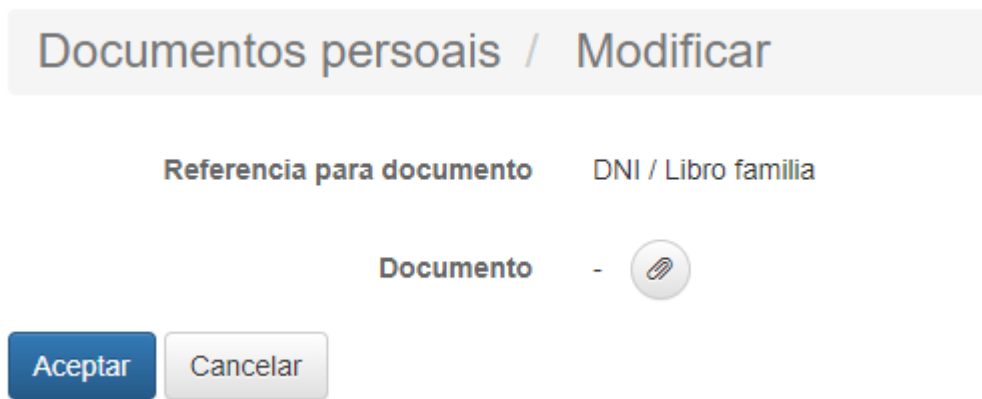 Documentos persoais / Modificar
Referencia para documento DNI / Libro familia
Documento -
Aceptar Cancelar